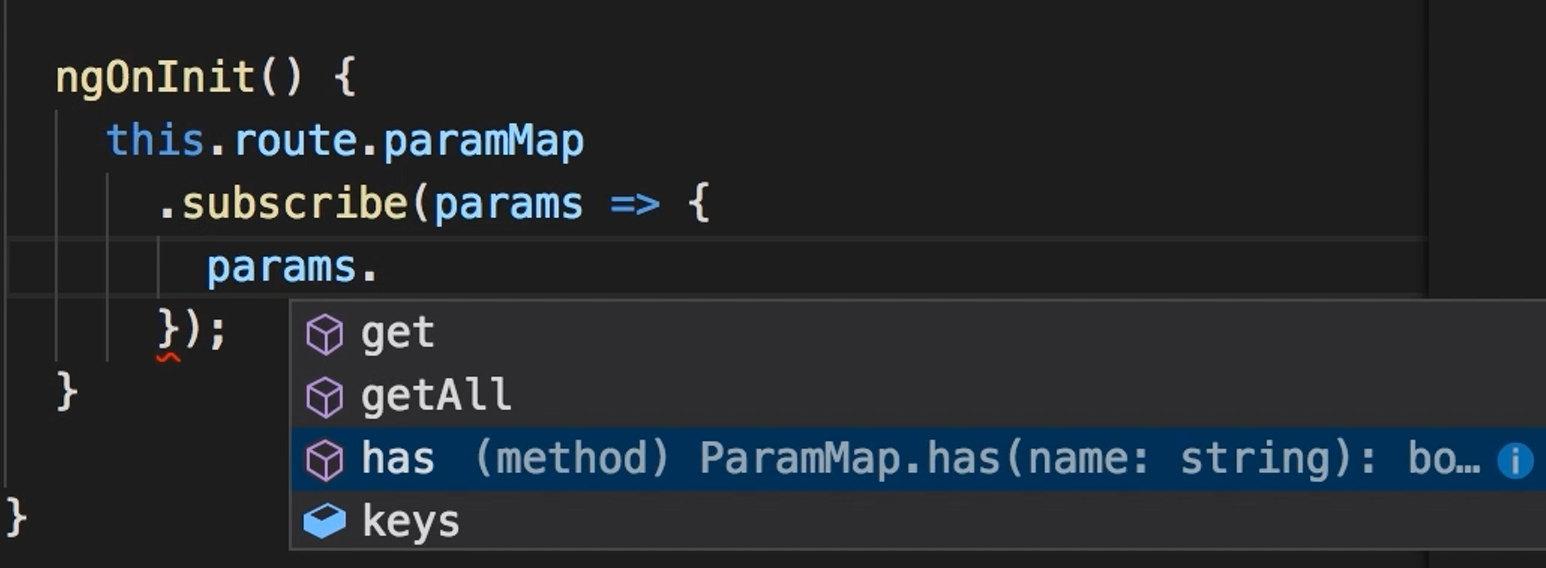 ngOnInit() {
this.route.paramMap
.subscribe(params => {
params.
});
get
}
getAll
has (method) ParamMap.has(name: string): bo…
}
keys